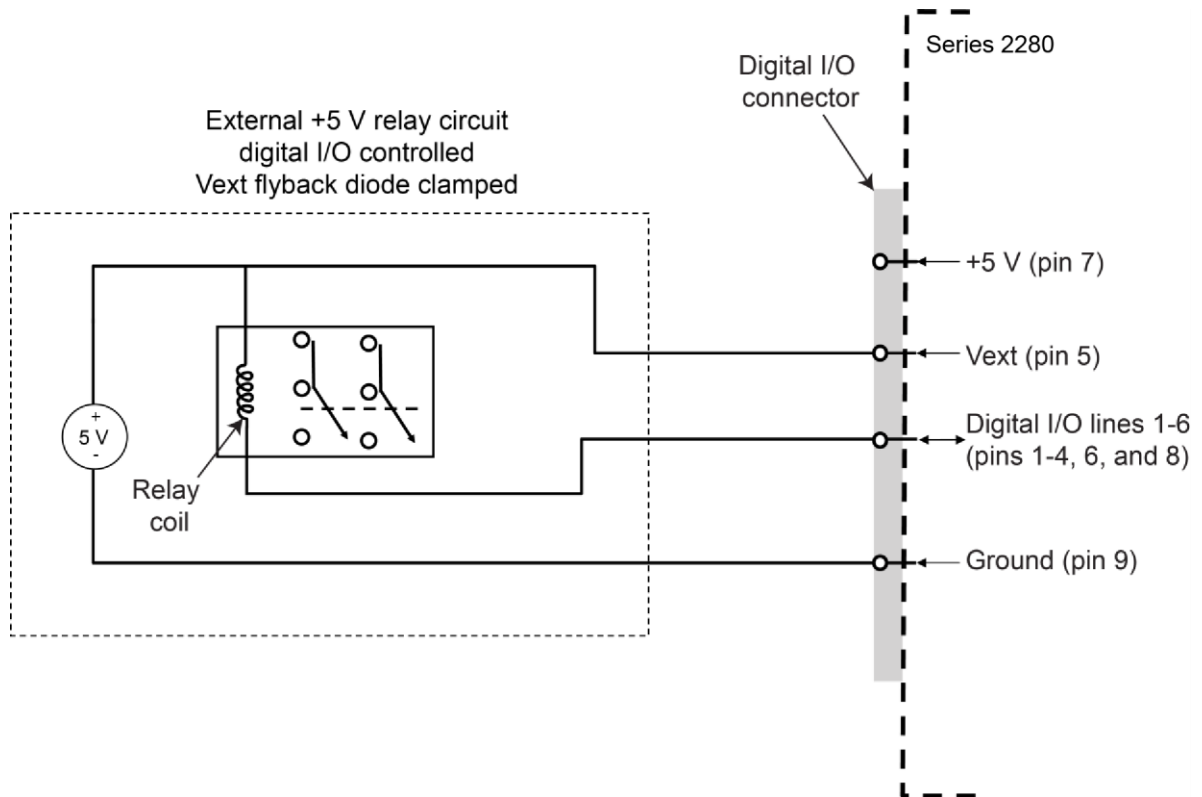 Series 2280
Digital I/O
connector
External +5 V relay circuit
digital I/O controlled
Vext flyback diode clamped
+5 V (pin 7)
Vext (pin 5)
Digital I/O lines 1-6
(pins 1-4, 6, and 8)
+
5 V
-
Relay
coil
Ground (pin 9)